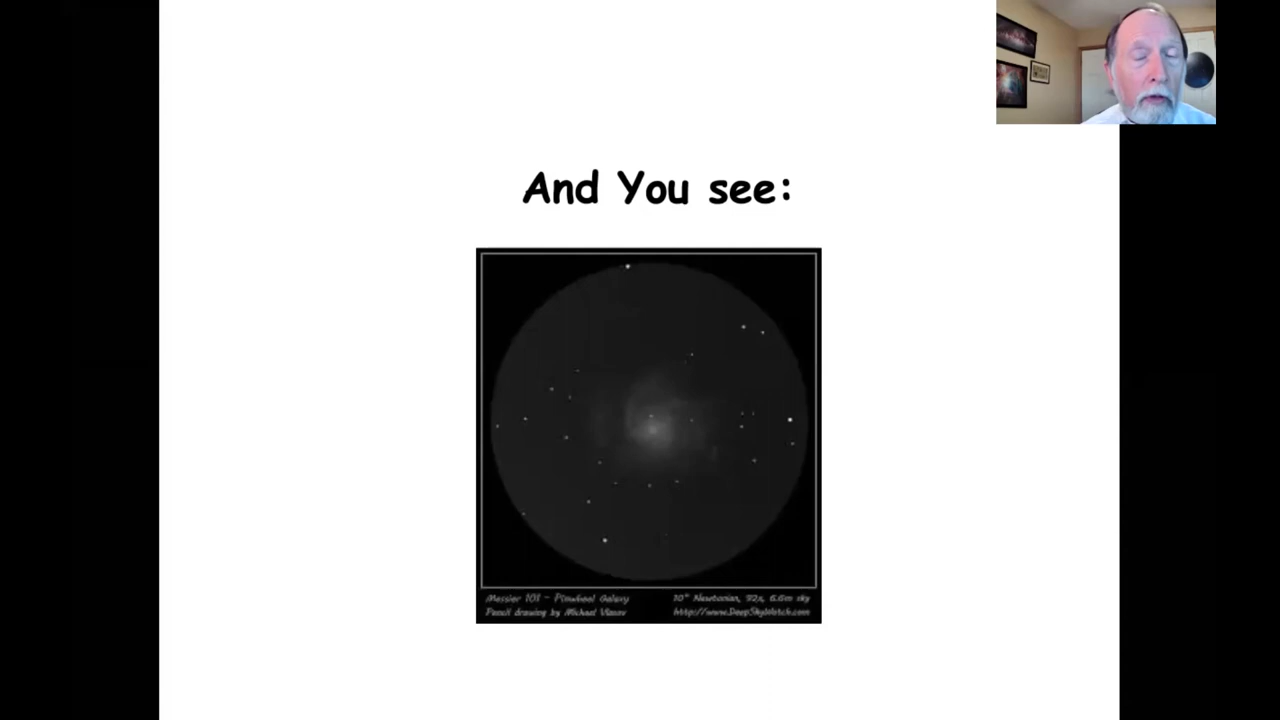 And You see:
Messier 101 - Pinwheel Galaxy
Pencil drawing by Michael Vlasov
10" Newtonian, 92x, 6.6m sky
http://www.DeepSkyWatch.com